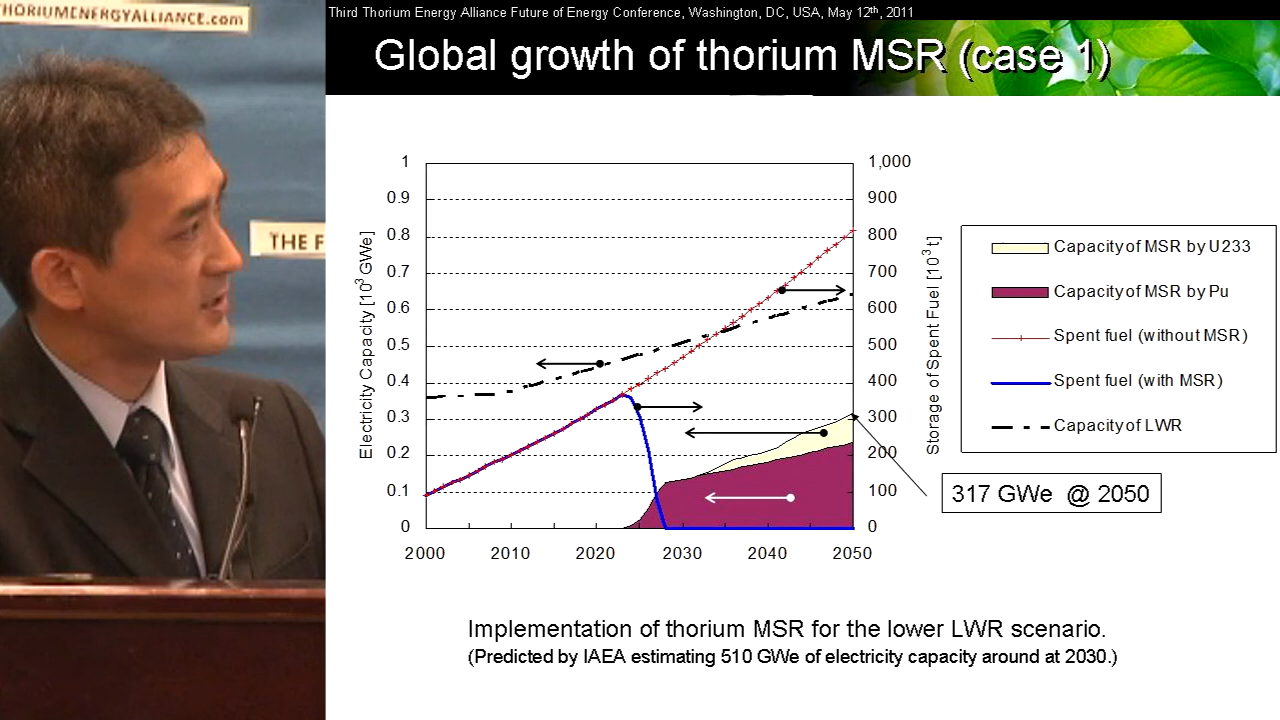 THORIUMENERGYALLIANCE.com
THE F
Third Thorium Energy Alliance Future of Energy Conference, Washington, DC, USA, May 12th, 2011
Global growth of thorium MSR (case 1)
Electricity Capacity [10³ GWe]
1
0.9
0.8
0.7
0.6
0.5
0.4
0.3
0.2
0.1
0
1,000
900
800
700
600
500
400
300
200
100
0
Storage of Spent Fuel [10³ t]
2000 2010 2020 2030 2040 2050
Capacity of MSR by U233
Capacity of MSR by Pu
Spent fuel (without MSR)
Spent fuel (with MSR)
Capacity of LWR
317 GWe @ 2050
Implementation of thorium MSR for the lower LWR scenario.
(Predicted by IAEA estimating 510 GWe of electricity capacity around at 2030.)